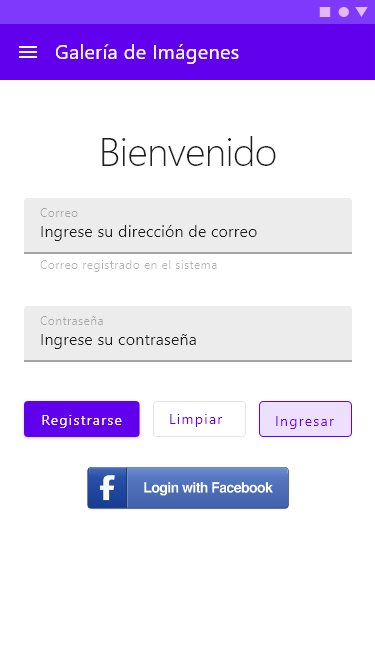 Galería de Imágenes
Bienvenido
Correo
Ingrese su dirección de correo
Correo registrado en el sistema
Contraseña
Ingrese su contraseña
Registrarse
Limpiar
Ingresar
f Login with Facebook